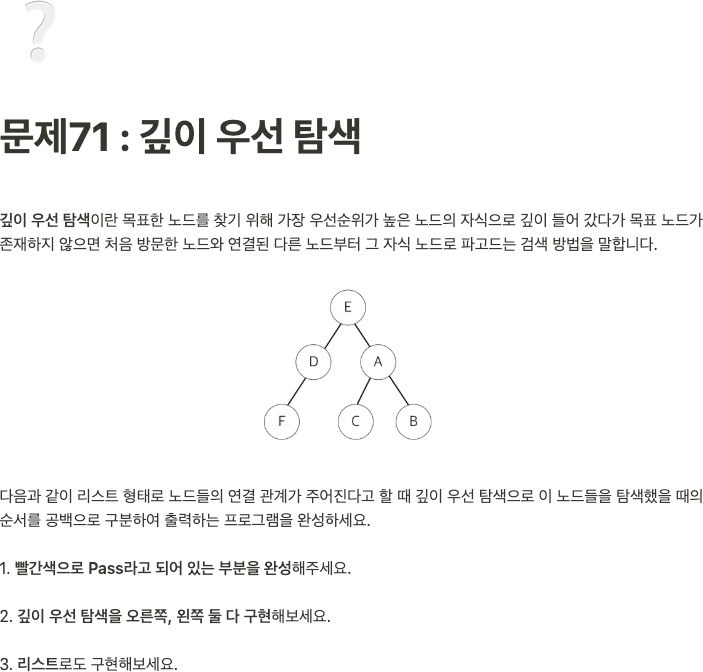 ?
문제71 : 깊이 우선 탐색
깊이 우선 탐색이란 목표한 노드를 찾기 위해 가장 우선순위가 높은 노드의 자식으로 깊이 들어 갔다가 목표 노드가
존재하지 않으면 처음 방문한 노드와 연결된 다른 노드부터 그 자식 노드로 파고드는 검색 방법을 말합니다.
E
D A
F C B
다음과 같이 리스트 형태로 노드들의 연결 관계가 주어진다고 할 때 깊이 우선 탐색으로 이 노드들을 탐색했을 때의
순서를 공백으로 구분하여 출력하는 프로그램을 완성하세요.
1. 빨간색으로 Pass라고 되어 있는 부분을 완성해주세요.
2. 깊이 우선 탐색을 오른쪽, 왼쪽 둘 다 구현해보세요.
3. 리스트로도 구현해보세요.